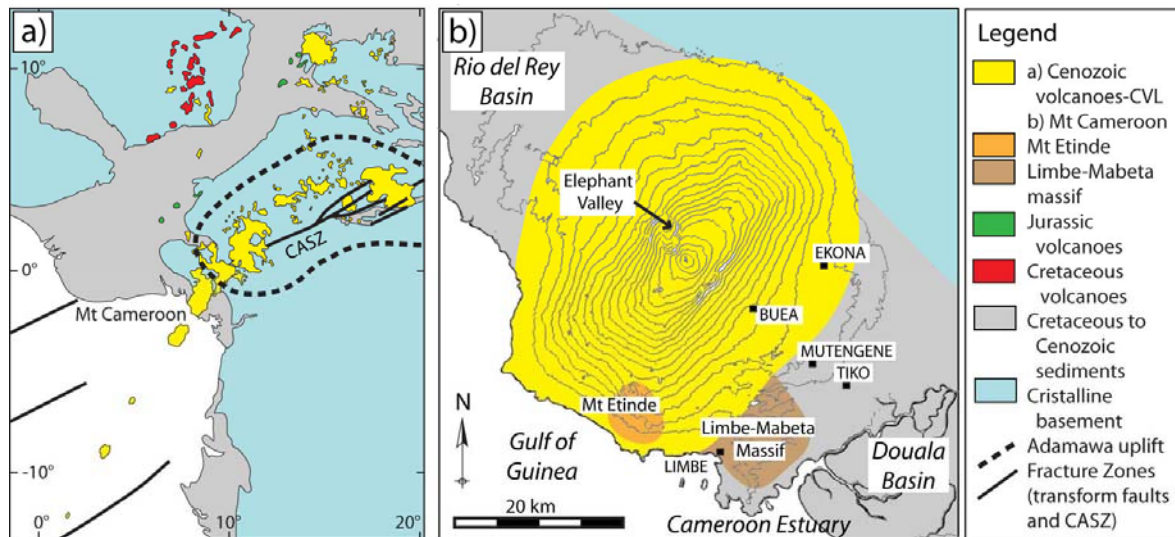 a)
10°
0°
-10°
0°
10°
20°
CASZ
Mt Cameroon
b)
Rio del Rey
Basin
Elephant
Valley
EKONA
BUEA
MUTENGENE
TIKO
Mt Etinde
Limbe-Mabeta
Massif
LIMBE
N
Gulf of
Guinea
20 km
Douala
Basin
Cameroon Estuary
Legend
a) Cenozoic
volcanoes-CVL
b) Mt Cameroon
Mt Etinde
Limbe-Mabeta
massif
Jurassic
volcanoes
Cretaceous
volcanoes
Cretaceous to
Cenozoic
sediments
Cristalline
basement
Adamawa uplift
Fracture Zones
(transform faults
and CASZ)